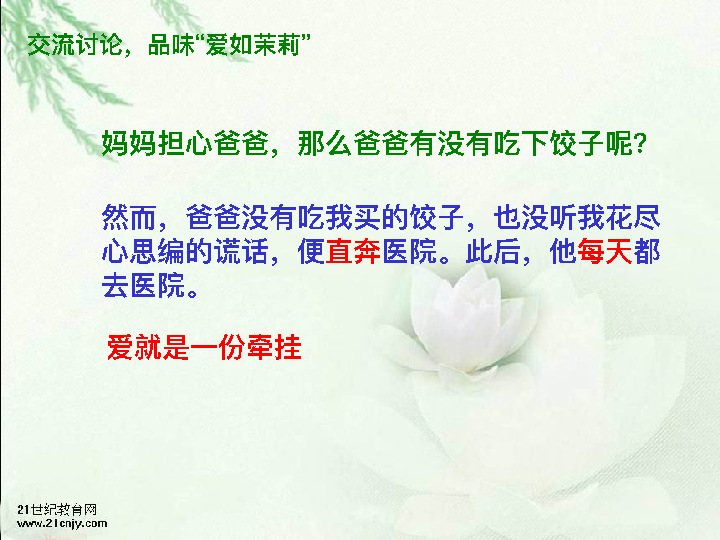 交流讨论，品味“爱如茉莉”
妈妈担心爸爸，那么爸爸有没有吃下饺子呢？
然而，爸爸没有吃我买的饺子，也没听我花尽
心思编的谎话，便直奔医院。此后，他每天都
去医院。
爱就是一份牵挂
21世纪教育网
www.21cnjy.com